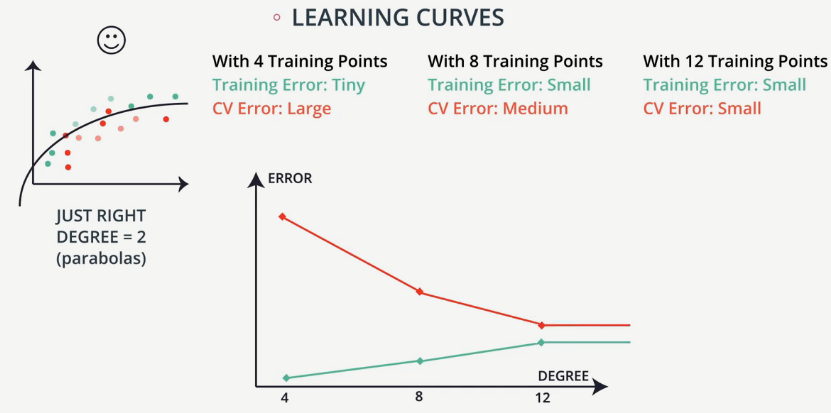 LEARNING CURVES
With 4 Training Points
Training Error: Tiny
CV Error: Large
With 8 Training Points
Training Error: Small
CV Error: Medium
With 12 Training Points
Training Error: Small
CV Error: Small
JUST RIGHT
DEGREE = 2
(parabolas)
ERROR
DEGREE
4
8
12